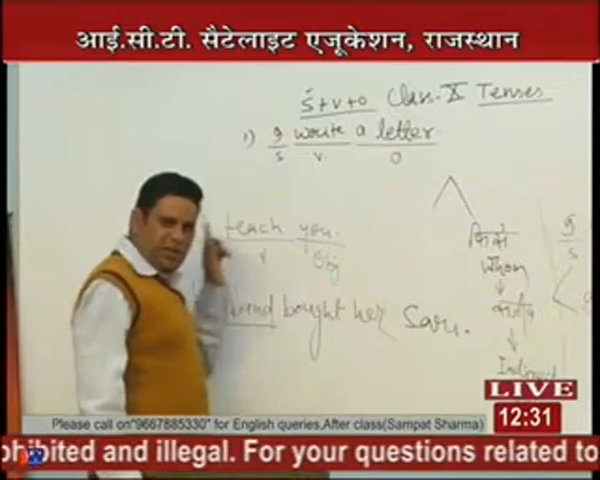 आई.सी.टी. सैटेलाइट एजूकेशन, राजस्थान
S+V+O Class-X Tenses
1) I write a letter
S V O
teach you.
V Obj
bought her Sari.
किसको
Whom
सजीव
I
S
LIVE
12:31
Please call on"9667885330" for English queries,After class(Sampat Sharma)
ohibited and illegal. For your questions related to